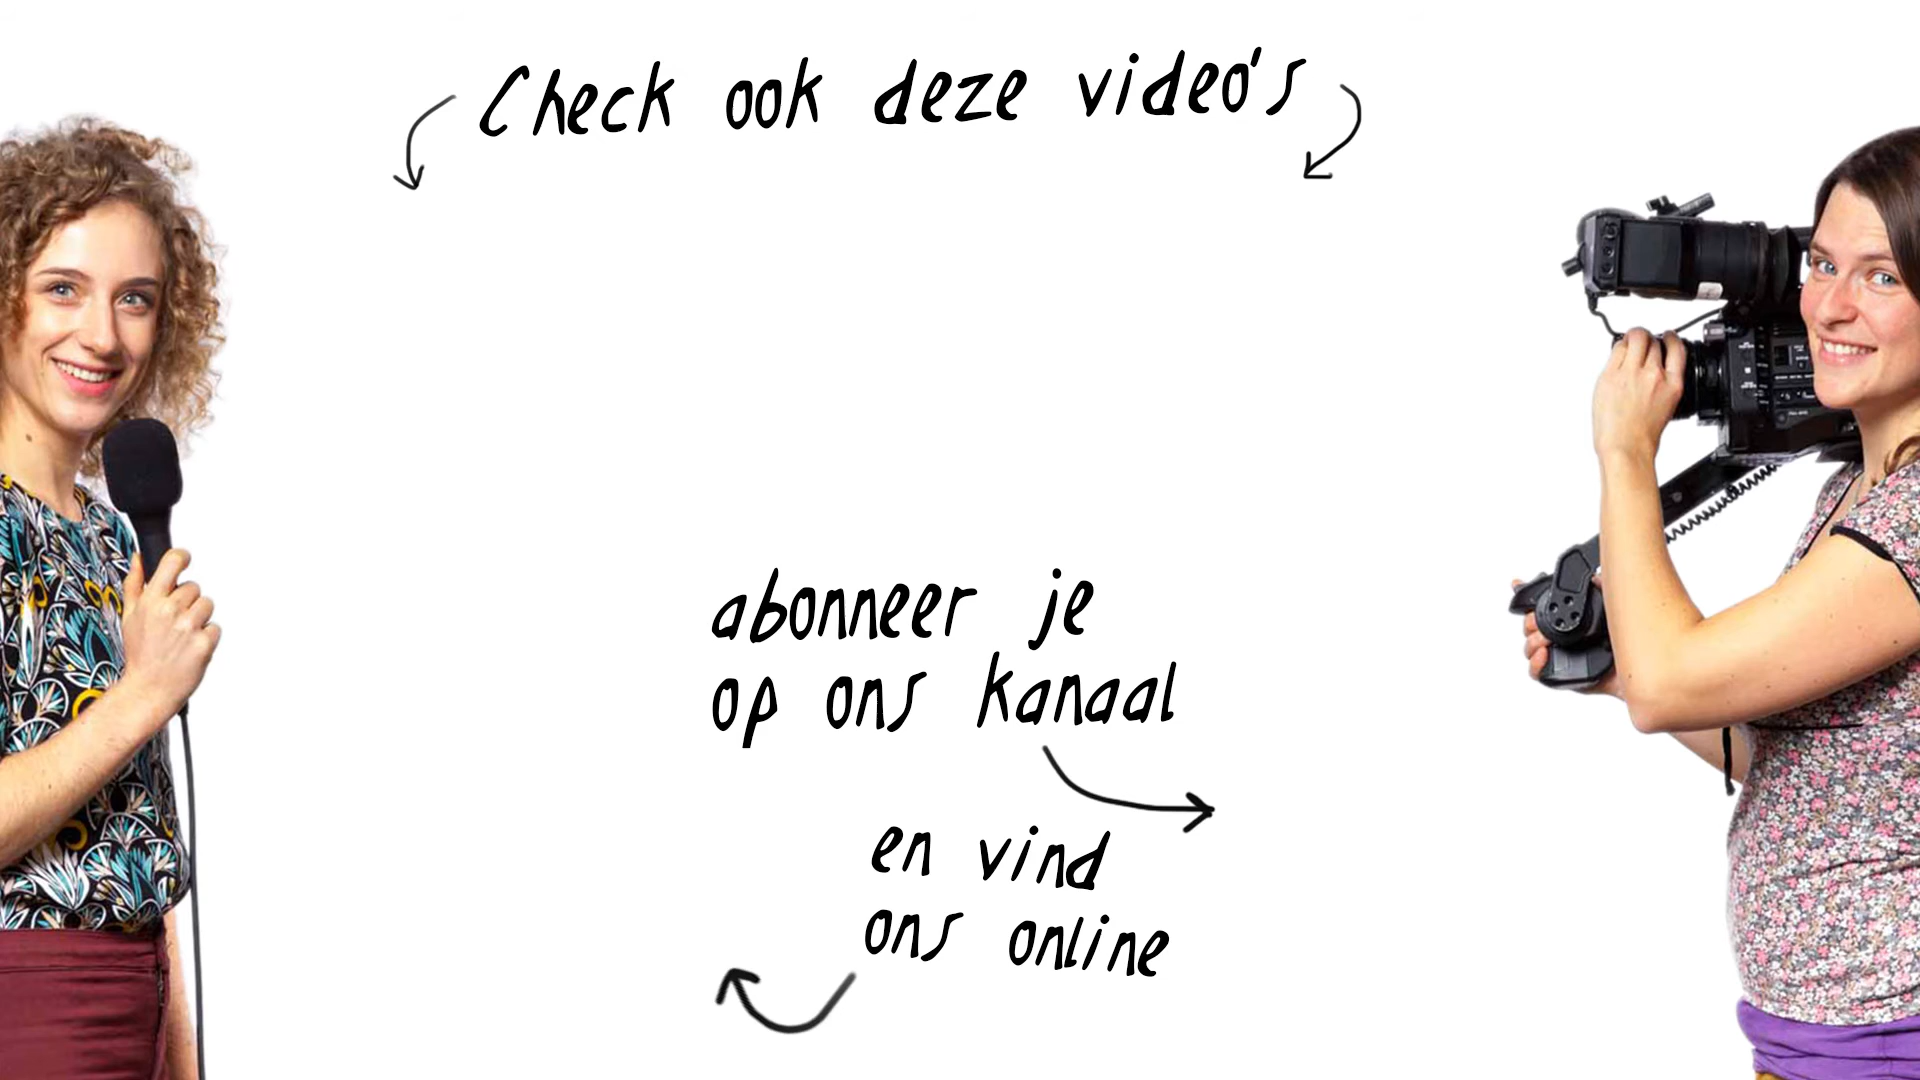 Check ook deze video's
abonneer je
op ons kanaal
en vind
ons online